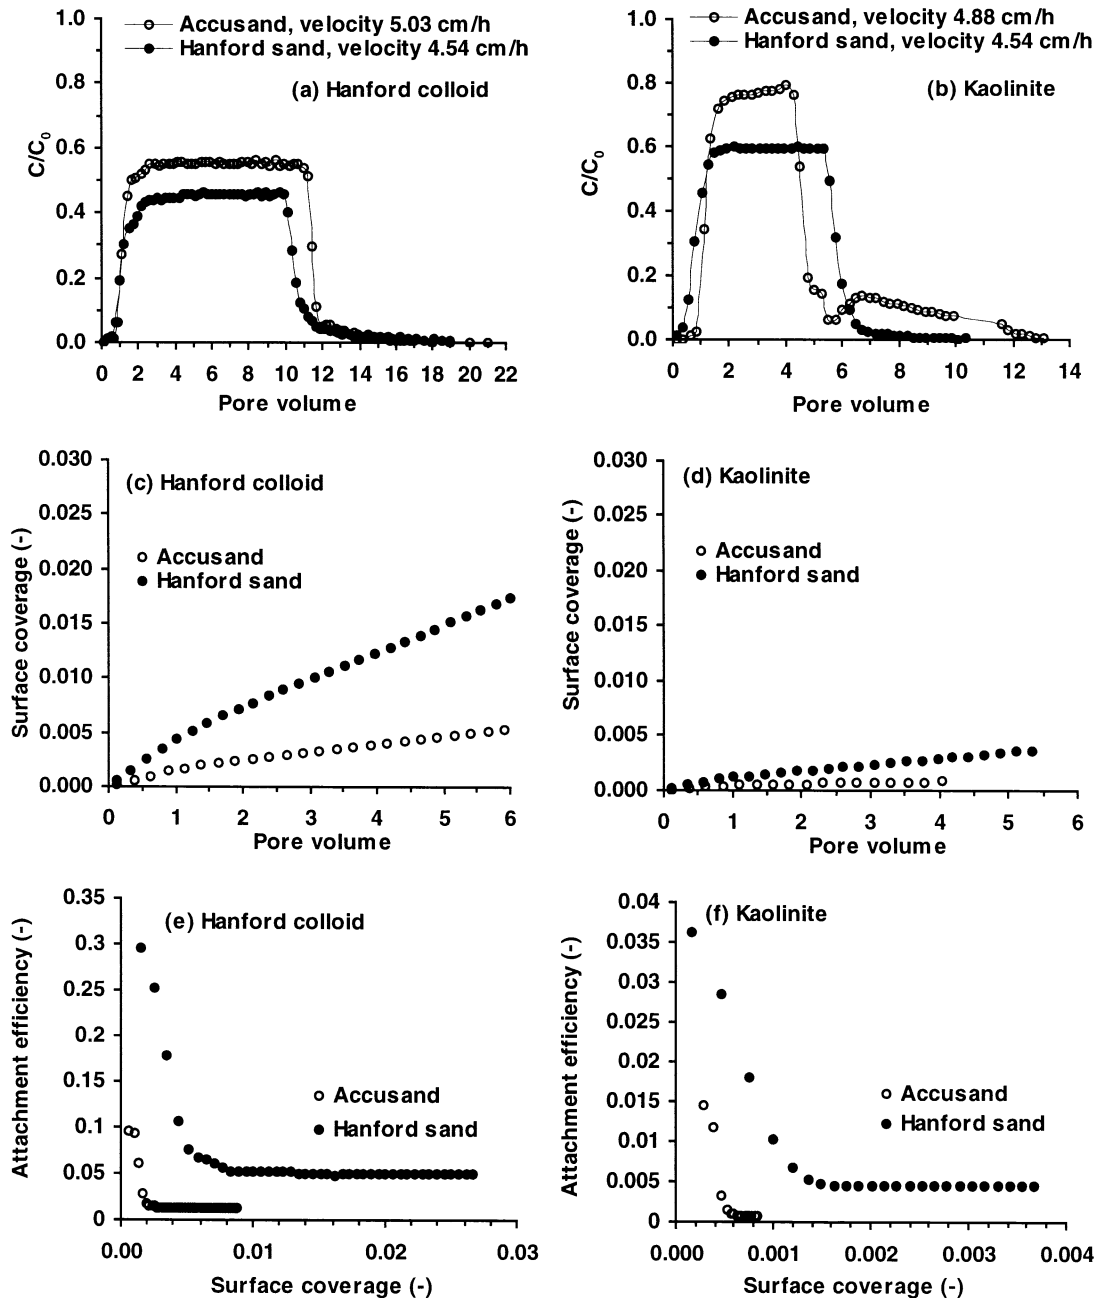 Accusand, velocity 5.03 cm/h
Hanford sand, velocity 4.54 cm/h
(a) Hanford colloid
C/C₀
1.0
0.8
0.6
0.4
0.2
0.0
0 2 4 6 8 10 12 14 16 18 20 22
Pore volume
Accusand, velocity 4.88 cm/h
Hanford sand, velocity 4.54 cm/h
(b) Kaolinite
C/C₀
1.0
0.8
0.6
0.4
0.2
0.0
0 2 4 6 8 10 12 14
Pore volume
(c) Hanford colloid
Accusand
Hanford sand
Surface coverage (-)
0.030
0.025
0.020
0.015
0.010
0.005
0.000
0 1 2 3 4 5 6
Pore volume
(d) Kaolinite
Accusand
Hanford sand
Surface coverage (-)
0.030
0.025
0.020
0.015
0.010
0.005
0.000
0 1 2 3 4 5 6
Pore volume
(e) Hanford colloid
Accusand
Hanford sand
Attachment efficiency (-)
0.35
0.3
0.25
0.2
0.15
0.1
0.05
0
0.00 0.01 0.02 0.03
Surface coverage (-)
(f) Kaolinite
Accusand
Hanford sand
Attachment efficiency (-)
0.04
0.035
0.03
0.025
0.02
0.015
0.01
0.005
0
0.000 0.001 0.002 0.003 0.004
Surface coverage (-)